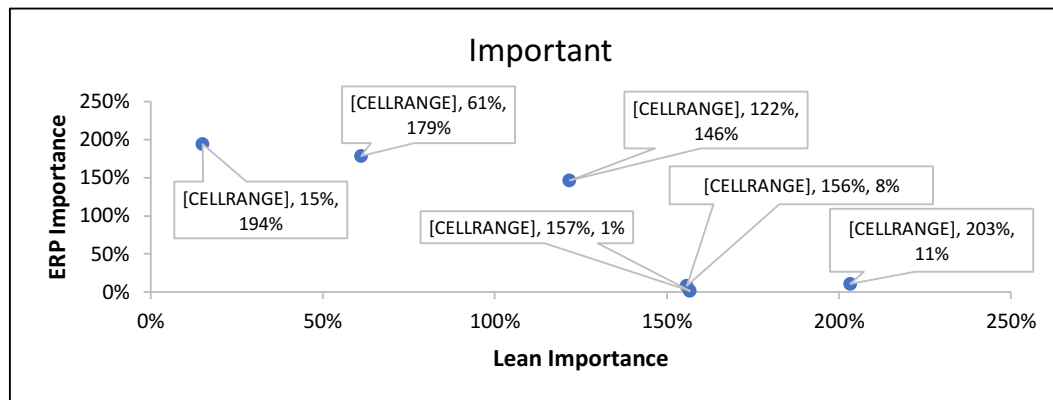 Important
ERP Importance
250%
200%
150%
100%
50%
0%
[CELLRANGE], 61%,
179%
[CELLRANGE], 122%,
146%
[CELLRANGE], 15%,
194%
[CELLRANGE], 156%, 8%
[CELLRANGE], 157%, 1%
[CELLRANGE], 203%,
11%
0%
50%
100%
150%
200%
250%
Lean Importance